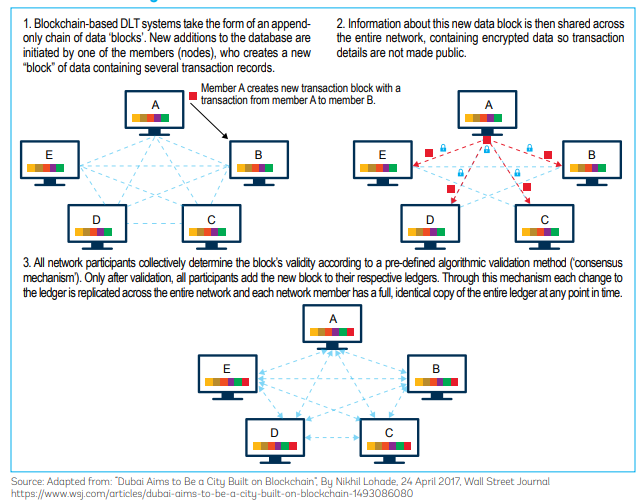 1. Blockchain-based DLT systems take the form of an append-
only chain of data ‘blocks’. New additions to the database are
initiated by one of the members (nodes), who creates a new
“block” of data containing several transaction records.
2. Information about this new data block is then shared across
the entire network, containing encrypted data so transaction
details are not made public.
Member A creates new transaction block with a
transaction from member A to member B.
A
E
B
D
C
A
E
B
D
C
3. All network participants collectively determine the block’s validity according to a pre-defined algorithmic validation method (‘consensus
mechanism’). Only after validation, all participants add the new block to their respective ledgers. Through this mechanism each change to
the ledger is replicated across the entire network and each network member has a full, identical copy of the entire ledger at any point in time.
A
E
B
D
C
Source: Adapted from: “Dubai Aims to Be a City Built on Blockchain”, By Nikhil Lohade, 24 April 2017, Wall Street Journal
https://www.wsj.com/articles/dubai-aims-to-be-a-city-built-on-blockchain-1493086080